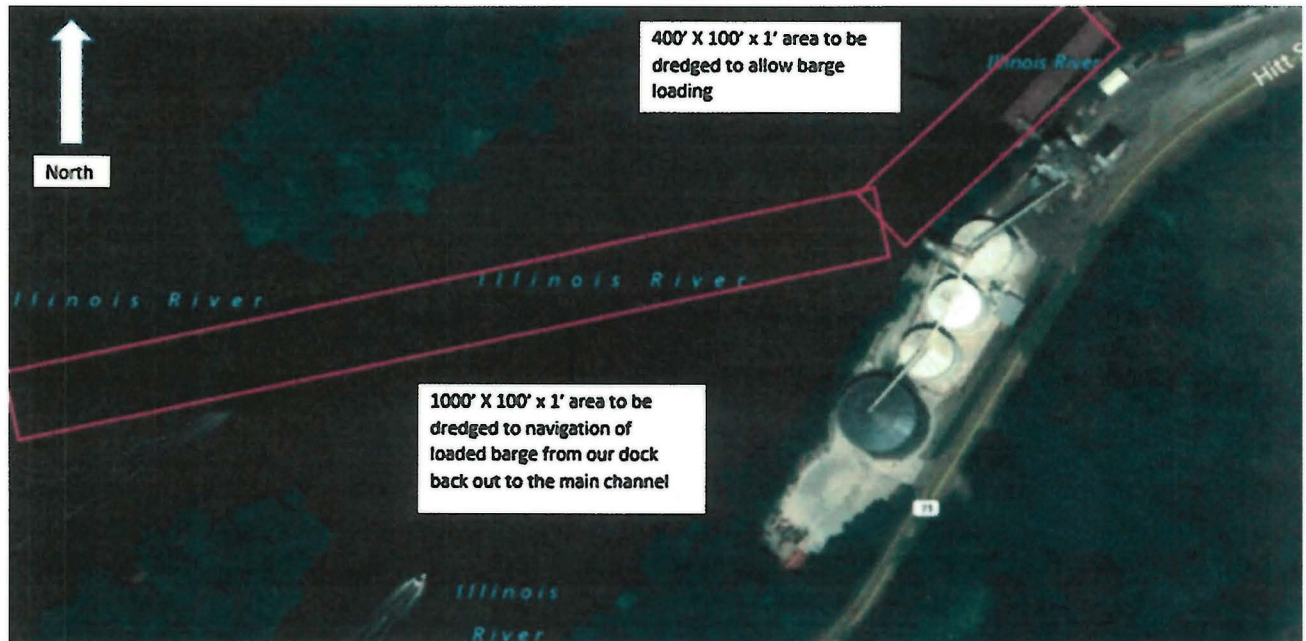 400' X 100' x 1' area to be
dredged to allow barge
loading
Illinois River
Hitt S
North
Illinois River
Illinois River
1000' X 100' x 1' area to be
dredged to navigation of
loaded barge from our dock
back out to the main channel
71
Illinois
River